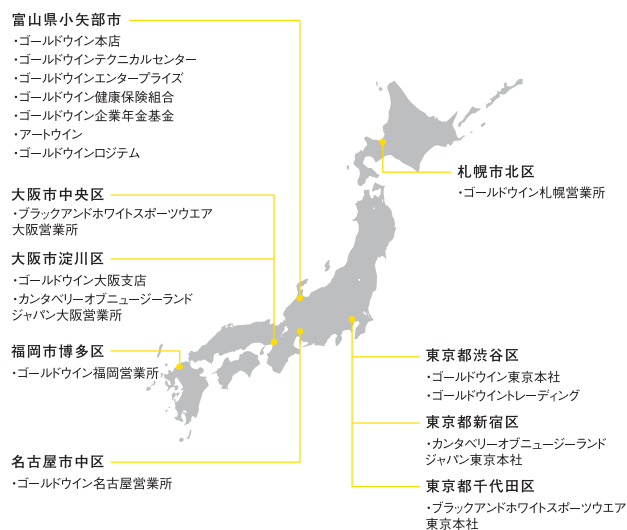 富山県小矢部市
・ゴールドウイン本店
・ゴールドウインテクニカルセンター
・ゴールドウインエンタープライズ
・ゴールドウイン健康保険組合
・ゴールドウイン企業年金基金
・アートウイン
・ゴールドウインロジテム
大阪市中央区
・ブラックアンドホワイトスポーツウエア
大阪営業所
大阪市淀川区
・ゴールドウイン大阪支店
・カンタベリーオブニュージーランド
ジャパン大阪営業所
福岡市博多区
・ゴールドウイン福岡営業所
名古屋市中区
・ゴールドウイン名古屋営業所
札幌市北区
・ゴールドウイン札幌営業所
東京都渋谷区
・ゴールドウイン東京本社
・ゴールドウイントレーディング
東京都新宿区
・カンタベリーオブニュージーランド
ジャパン東京本社
東京都千代田区
・ブラックアンドホワイトスポーツウエア
東京本社